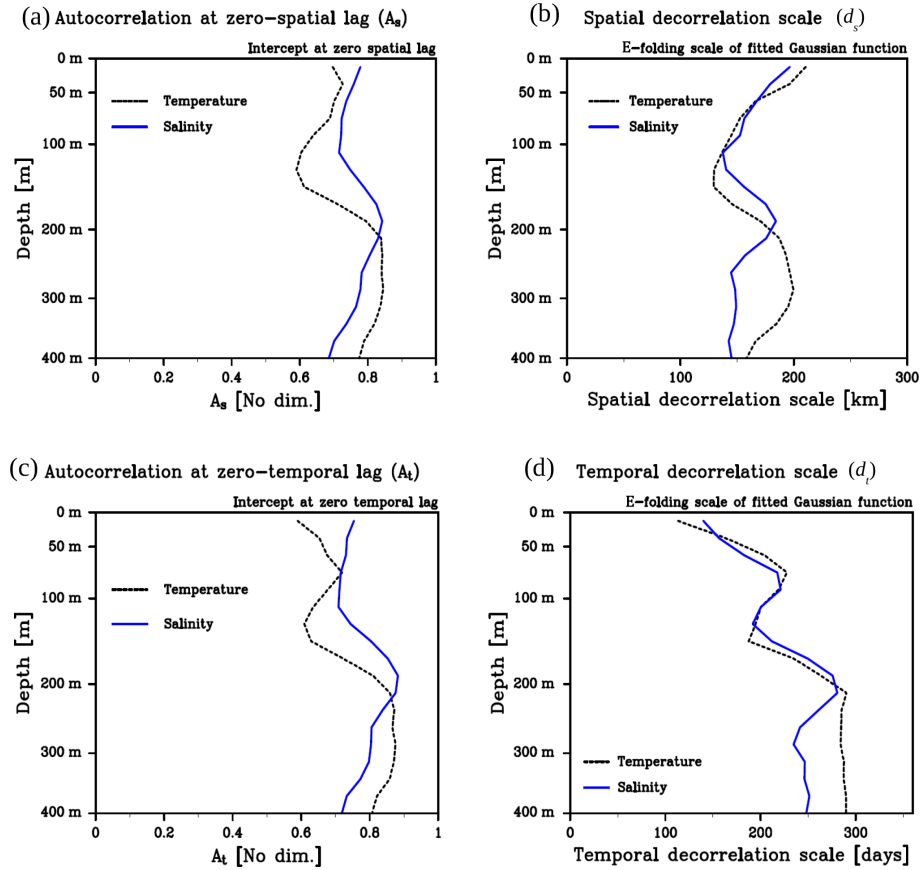 (a) Autocorrelation at zero-spatial lag (As)
Intercept at zero spatial lag
0 m
50 m
100 m
200 m
300 m
400 m
Depth [m]
Temperature
Salinity
0 0.2 0.4 0.6 0.8 1
As [No dim.]
(b) Spatial decorrelation scale (ds)
E-folding scale of fitted Gaussian function
0 m
50 m
100 m
200 m
300 m
400 m
Depth [m]
Temperature
Salinity
0 100 200 300
Spatial decorrelation scale [km]
(c) Autocorrelation at zero-temporal lag (At)
Intercept at zero temporal lag
0 m
50 m
100 m
200 m
300 m
400 m
Depth [m]
Temperature
Salinity
0 0.2 0.4 0.6 0.8 1
At [No dim.]
(d) Temporal decorrelation scale (dt)
E-folding scale of fitted Gaussian function
0 m
50 m
100 m
200 m
300 m
400 m
Depth [m]
Temperature
Salinity
0 100 200 300
Temporal decorrelation scale [days]